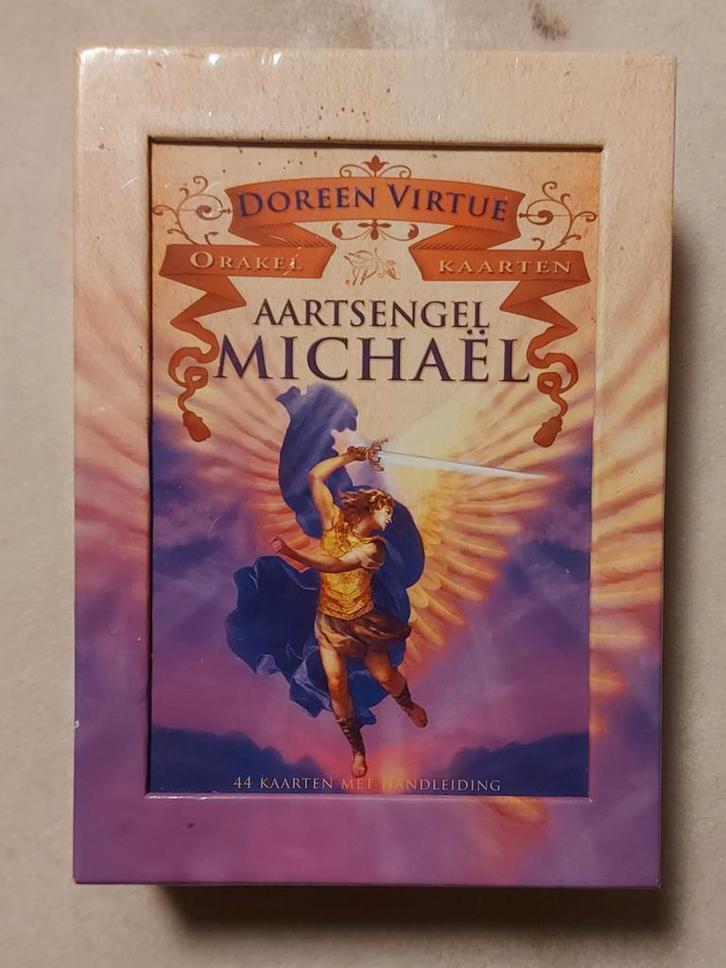 DOREEN VIRTUE
ORAKEL KAARTEN
AARTSENGEL
MICHAËL
44 KAARTEN MET HANDLEIDING